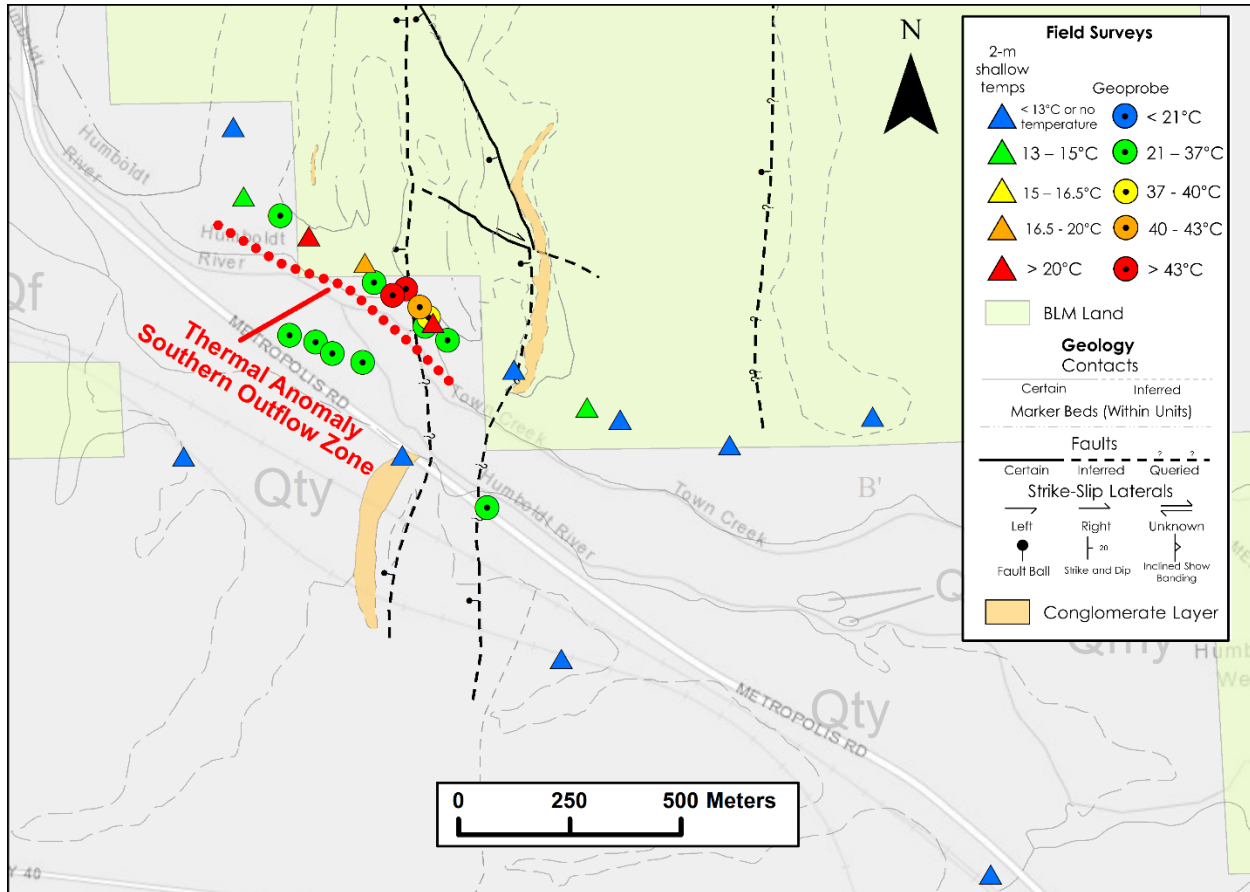 Humboldt
River
Humboldt
Humboldt
River
Qf
METROPOLIS RD
Thermal Anomaly
Southern Outflow Zone
Town Creek
Qty
Humboldt River
Town Creek
B'
Q
Qmy
Qty
METROPOLIS RD
Y 40
?
?
?
?
?
?
N
0 250 500 Meters
Field Surveys
2-m
shallow
temps
Geoprobe
< 13°C or no
temperature
< 21°C
13 – 15°C
21 – 37°C
15 – 16.5°C
37 - 40°C
16.5 - 20°C
40 - 43°C
> 20°C
> 43°C
BLM Land
Geology
Contacts
Certain
Inferred
Marker Beds (Within Units)
Faults
? ?
Certain
Inferred
Queried
Strike-Slip Laterals
Left
Right
Unknown
20
Fault Ball
Strike and Dip
Inclined Show
Banding
Conglomerate Layer